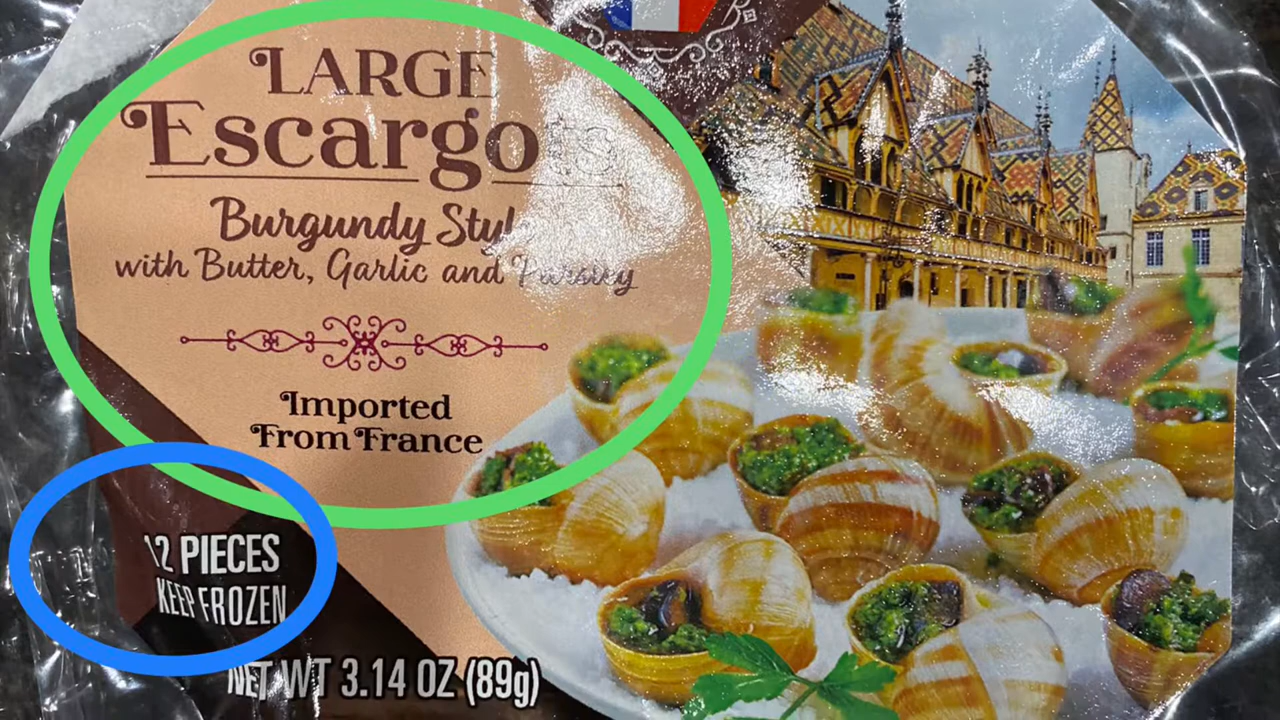 LARGE
Escargots
Burgundy Style
with Butter, Garlic and Parsley
Imported
From France
12 PIECES
KEEP FROZEN
NET WT 3.14 OZ (89g)